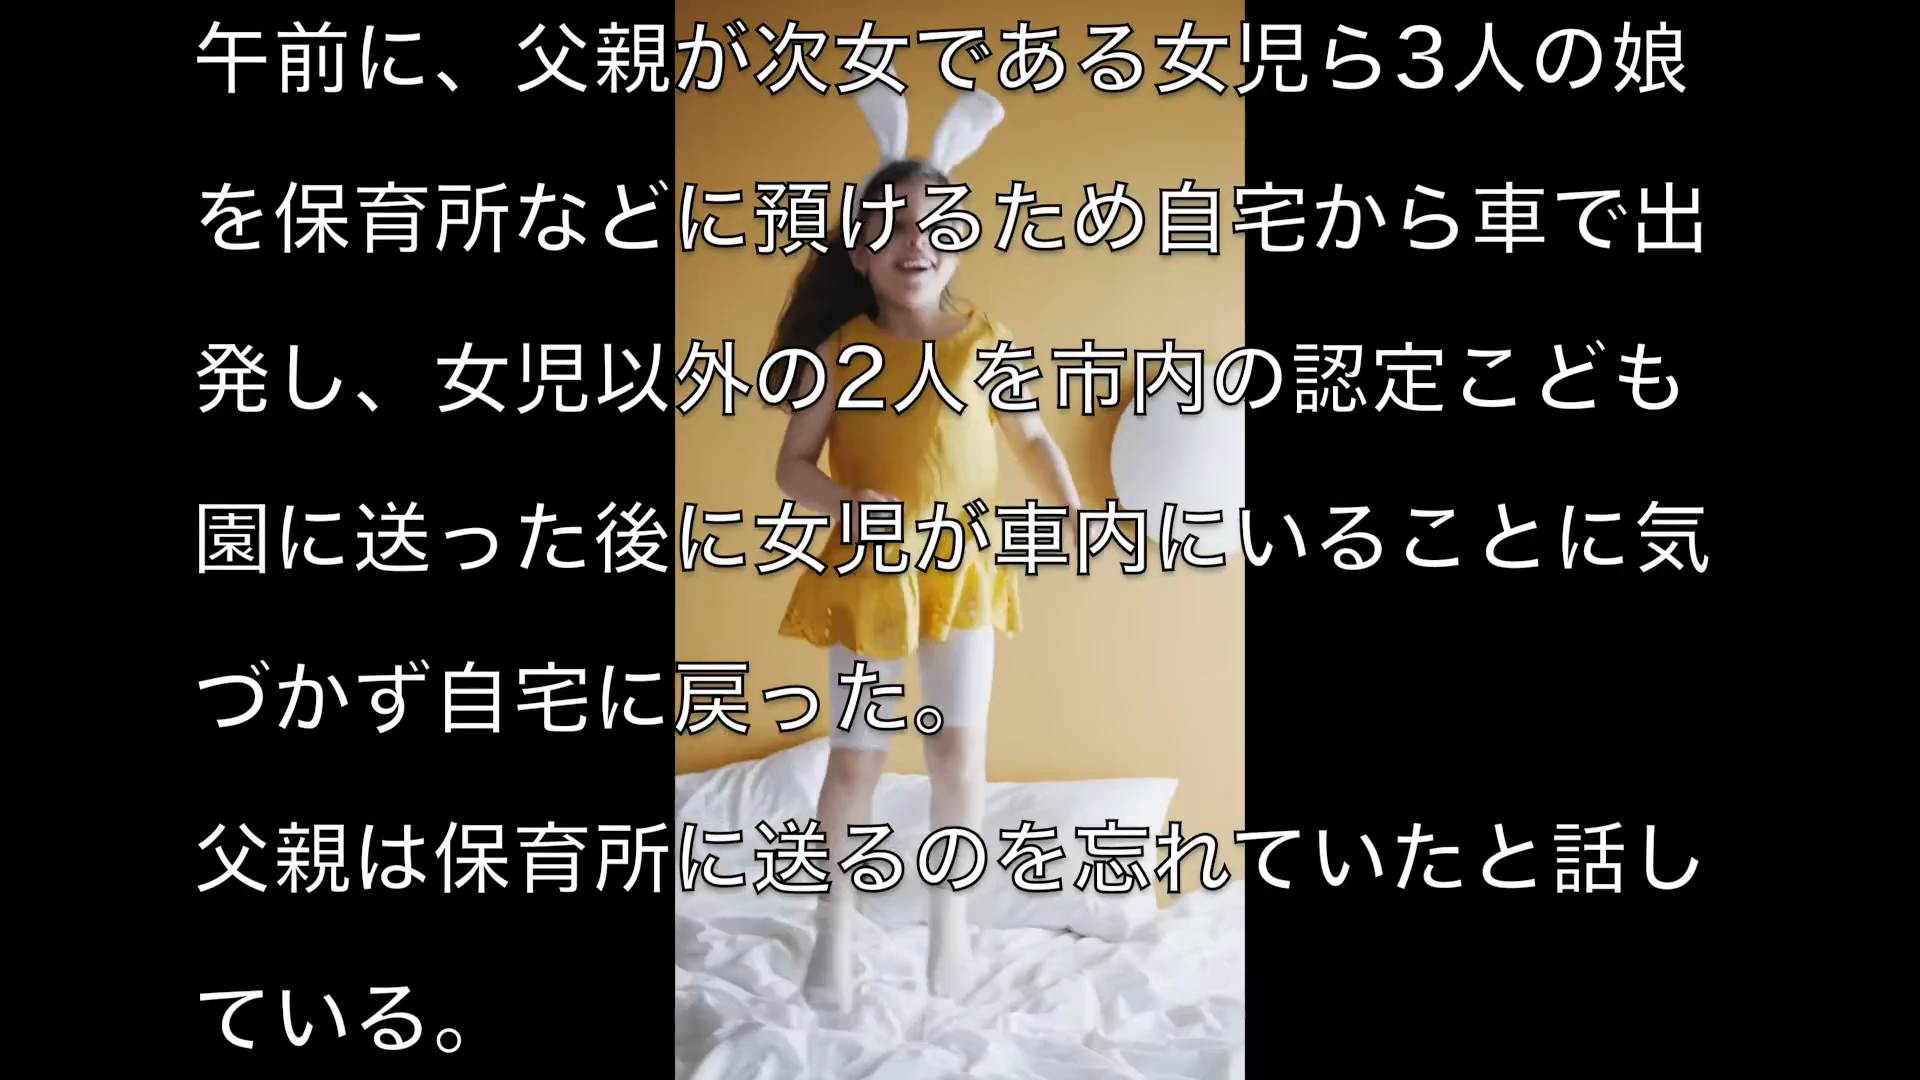 午前に、父親が次女である女児ら3人の娘
を保育所などに預けるため自宅から車で出
発し、女児以外の2人を市内の認定こども
園に送った後に女児が車内にいることに気
づかず自宅に戻った。
父親は保育所に送るのを忘れていたと話し
ている。